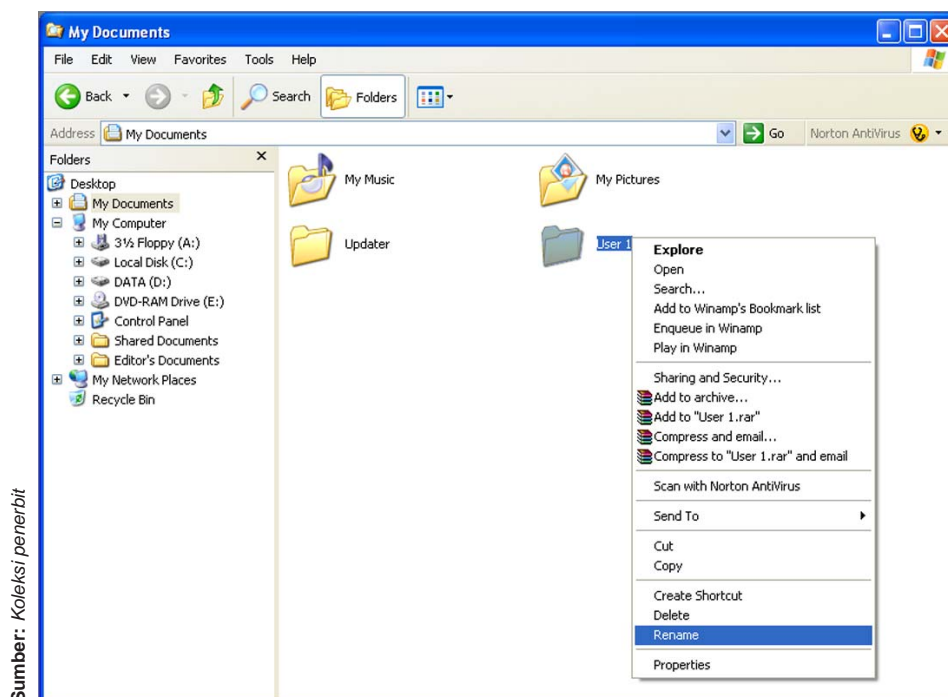 My Documents
File Edit View Favorites Tools Help
Back Search Folders
Address My Documents Go Norton AntiVirus
Folders
Desktop
My Documents
My Computer
3½ Floppy (A:)
Local Disk (C:)
DATA (D:)
DVD-RAM Drive (E:)
Control Panel
Shared Documents
Editor's Documents
My Network Places
Recycle Bin
My Music
My Pictures
Updater
User 1
Explore
Open
Search...
Add to Winamp's Bookmark list
Enqueue in Winamp
Play in Winamp
Sharing and Security...
Add to archive...
Add to "User 1.rar"
Compress and email...
Compress to "User 1.rar" and email
Scan with Norton AntiVirus
Send To
Cut
Copy
Create Shortcut
Delete
Rename
Properties
Sumber: Koleksi penerbit